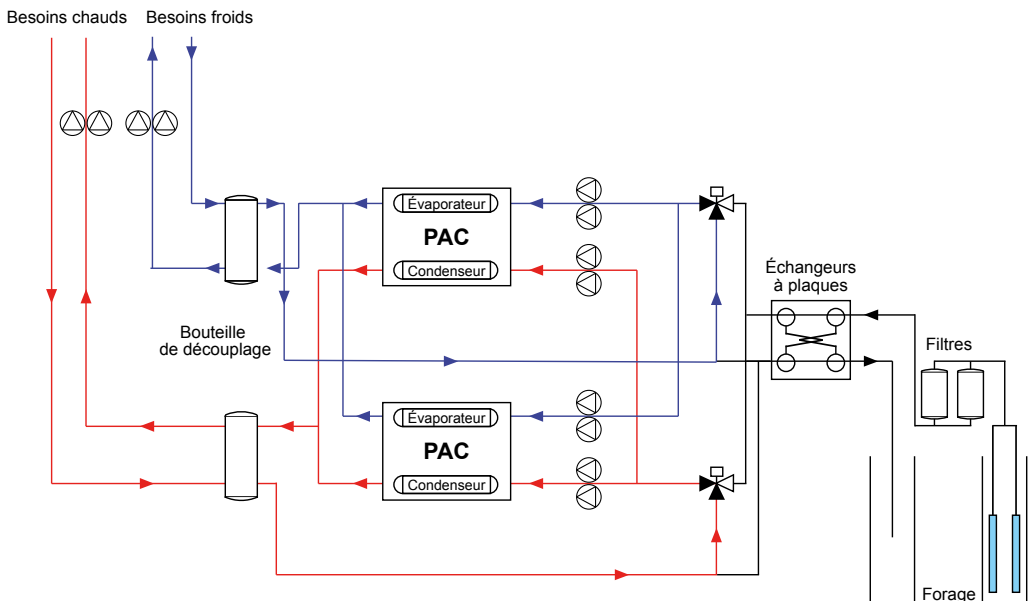 Besoins chauds
Besoins froids
Évaporateur
PAC
Condenseur
Échangeurs
à plaques
Bouteille
de découplage
Filtres
Évaporateur
PAC
Condenseur
Forage